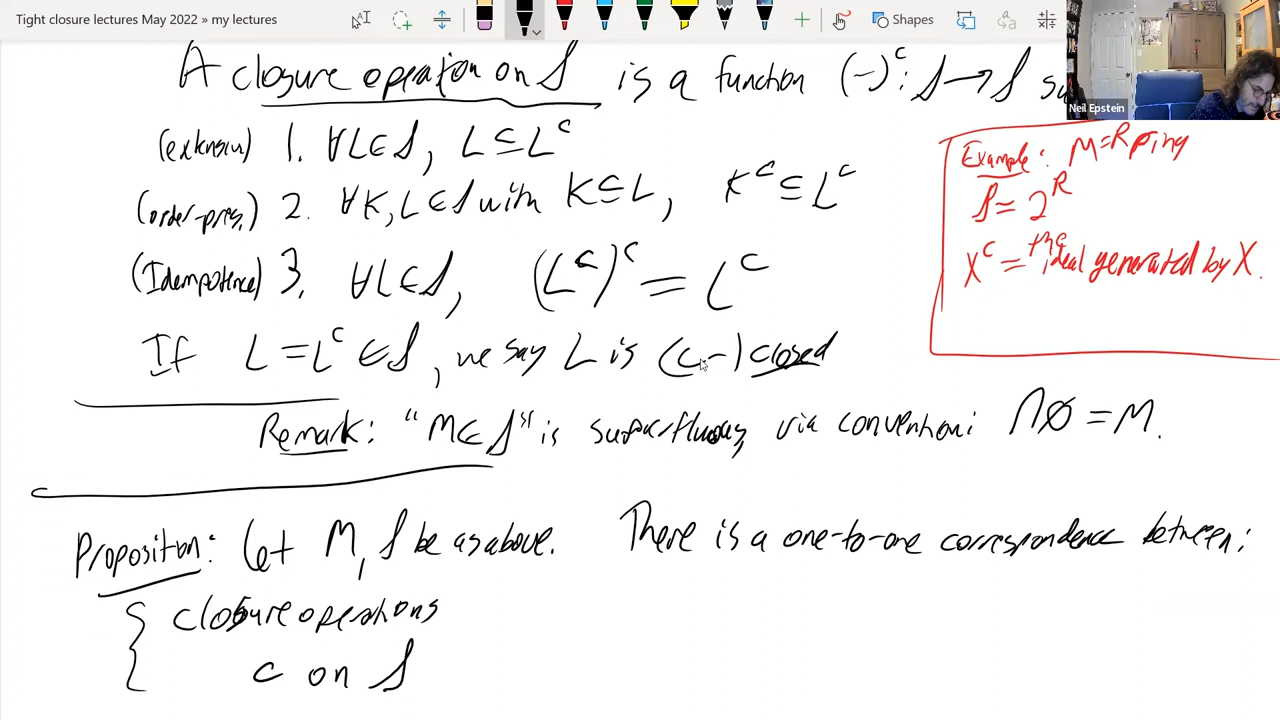 Tight closure lectures May 2022 » my lectures
Shapes
Neil Epstein
A closure operation on S is a function (-)^c : S → S
(extension) 1. ∀L∈S, L ⊆ L^c
(order-pres.) 2. ∀K, L ∈ S with K ⊆ L, K^c ⊆ L^c
(Idempotence) 3. ∀L∈S, (L^c)^c = L^c
If L = L^c ∈ S, we say L is (c-) closed
Example: M=R ring
S = 2^R
X^c = the ideal generated by X.
Remark: "M∈S" is superfluous, via convention: ⋂∅ = M.
Proposition: Let M, S be as above. There is a one-to-one correspondence between:
{ closure operations
c on S